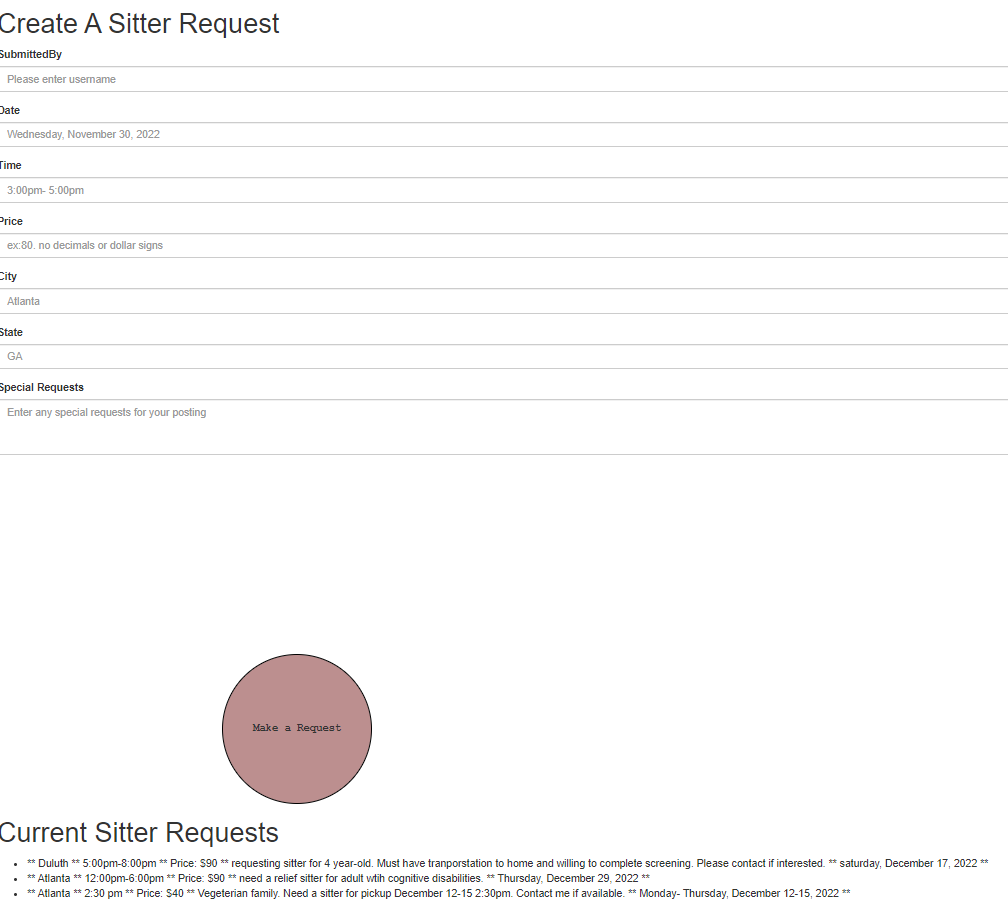 Create A Sitter Request
SubmittedBy
Please enter username
Date
Wednesday, November 30, 2022
Time
3:00pm- 5:00pm
Price
ex:80. no decimals or dollar signs
City
Atlanta
State
GA
Special Requests
Enter any special requests for your posting
Make a Request
Current Sitter Requests
• ** Duluth ** 5:00pm-8:00pm ** Price: $90 ** requesting sitter for 4 year-old. Must have tranporstation to home and willing to complete screening. Please contact if interested. ** saturday, December 17, 2022 **
• ** Atlanta ** 12:00pm-6:00pm ** Price: $90 ** need a relief sitter for adult wtih cognitive disabilities. ** Thursday, December 29, 2022 **
• ** Atlanta ** 2:30 pm ** Price: $40 ** Vegeterian family. Need a sitter for pickup December 12-15 2:30pm. Contact me if available. ** Monday- Thursday, December 12-15, 2022 **